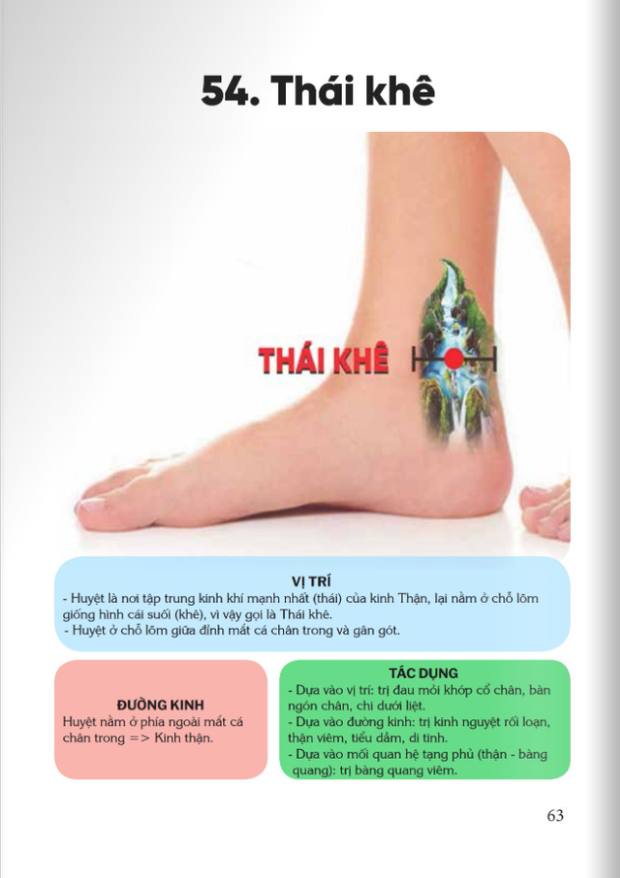 54. Thái khê
THÁI KHÊ
VỊ TRÍ
- Huyệt là nơi tập trung kinh khí mạnh nhất (thái) của kinh Thận, lại nằm ở chỗ lõm
giống hình cái suối (khê), vì vậy gọi là Thái khê.
- Huyệt ở chỗ lõm giữa đỉnh mắt cá chân trong và gân gót.
ĐƯỜNG KINH
Huyệt nằm ở phía ngoài mắt cá
chân trong => Kinh thận.
TÁC DỤNG
- Dựa vào vị trí: trị đau mỏi khớp cổ chân, bàn
ngón chân, chi dưới liệt.
- Dựa vào đường kinh: trị kinh nguyệt rối loạn,
thận viêm, tiểu dầm, di tinh.
- Dựa vào mối quan hệ tạng phủ (thận - bàng
quang): trị bàng quang viêm.
63